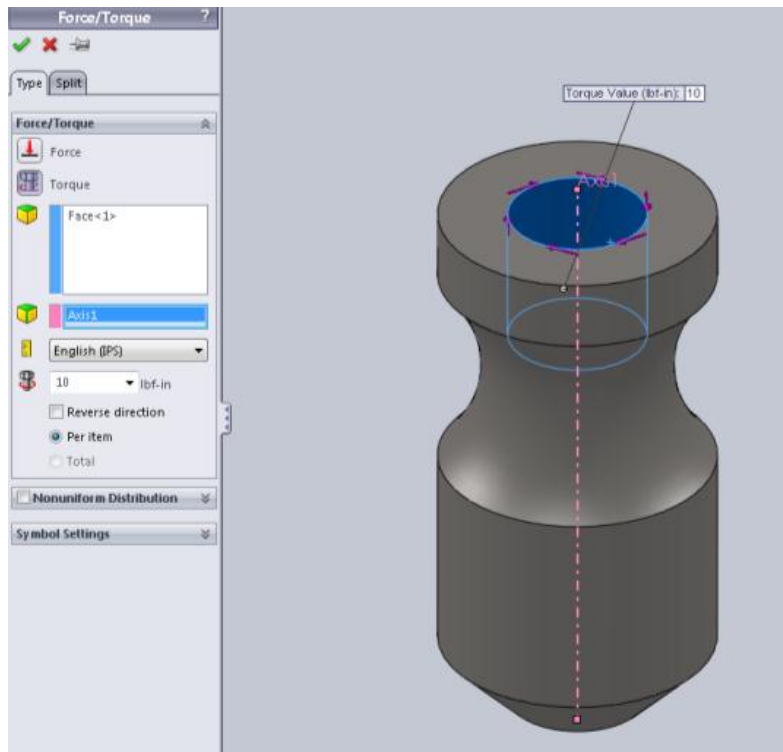 Force/Torque ?
Type Split
Force/Torque
Force
Torque
Face<1>
Axis1
English (IPS)
10 lbf-in
Reverse direction
Per item
Total
Nonuniform Distribution
Symbol Settings
Torque Value (lbf-in): 10
Axis1